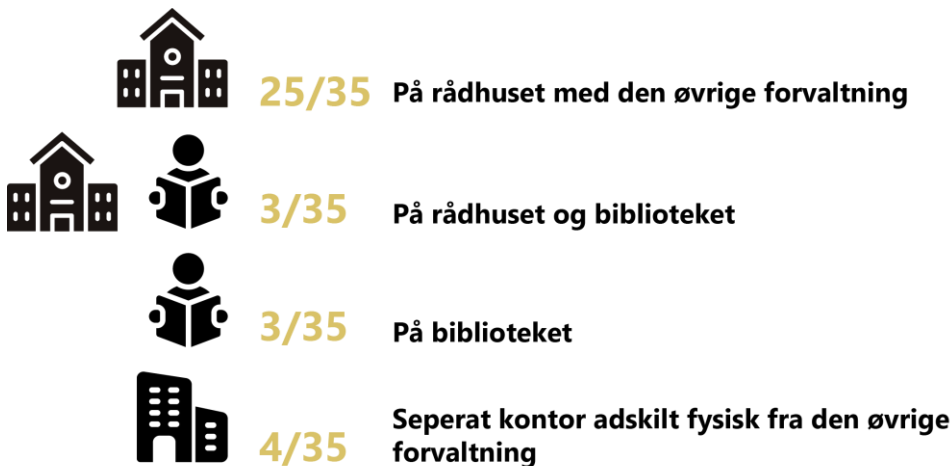 25/35 På rådhuset med den øvrige forvaltning
3/35 På rådhuset og biblioteket
3/35 På biblioteket
4/35 Seperat kontor adskilt fysisk fra den øvrige
forvaltning